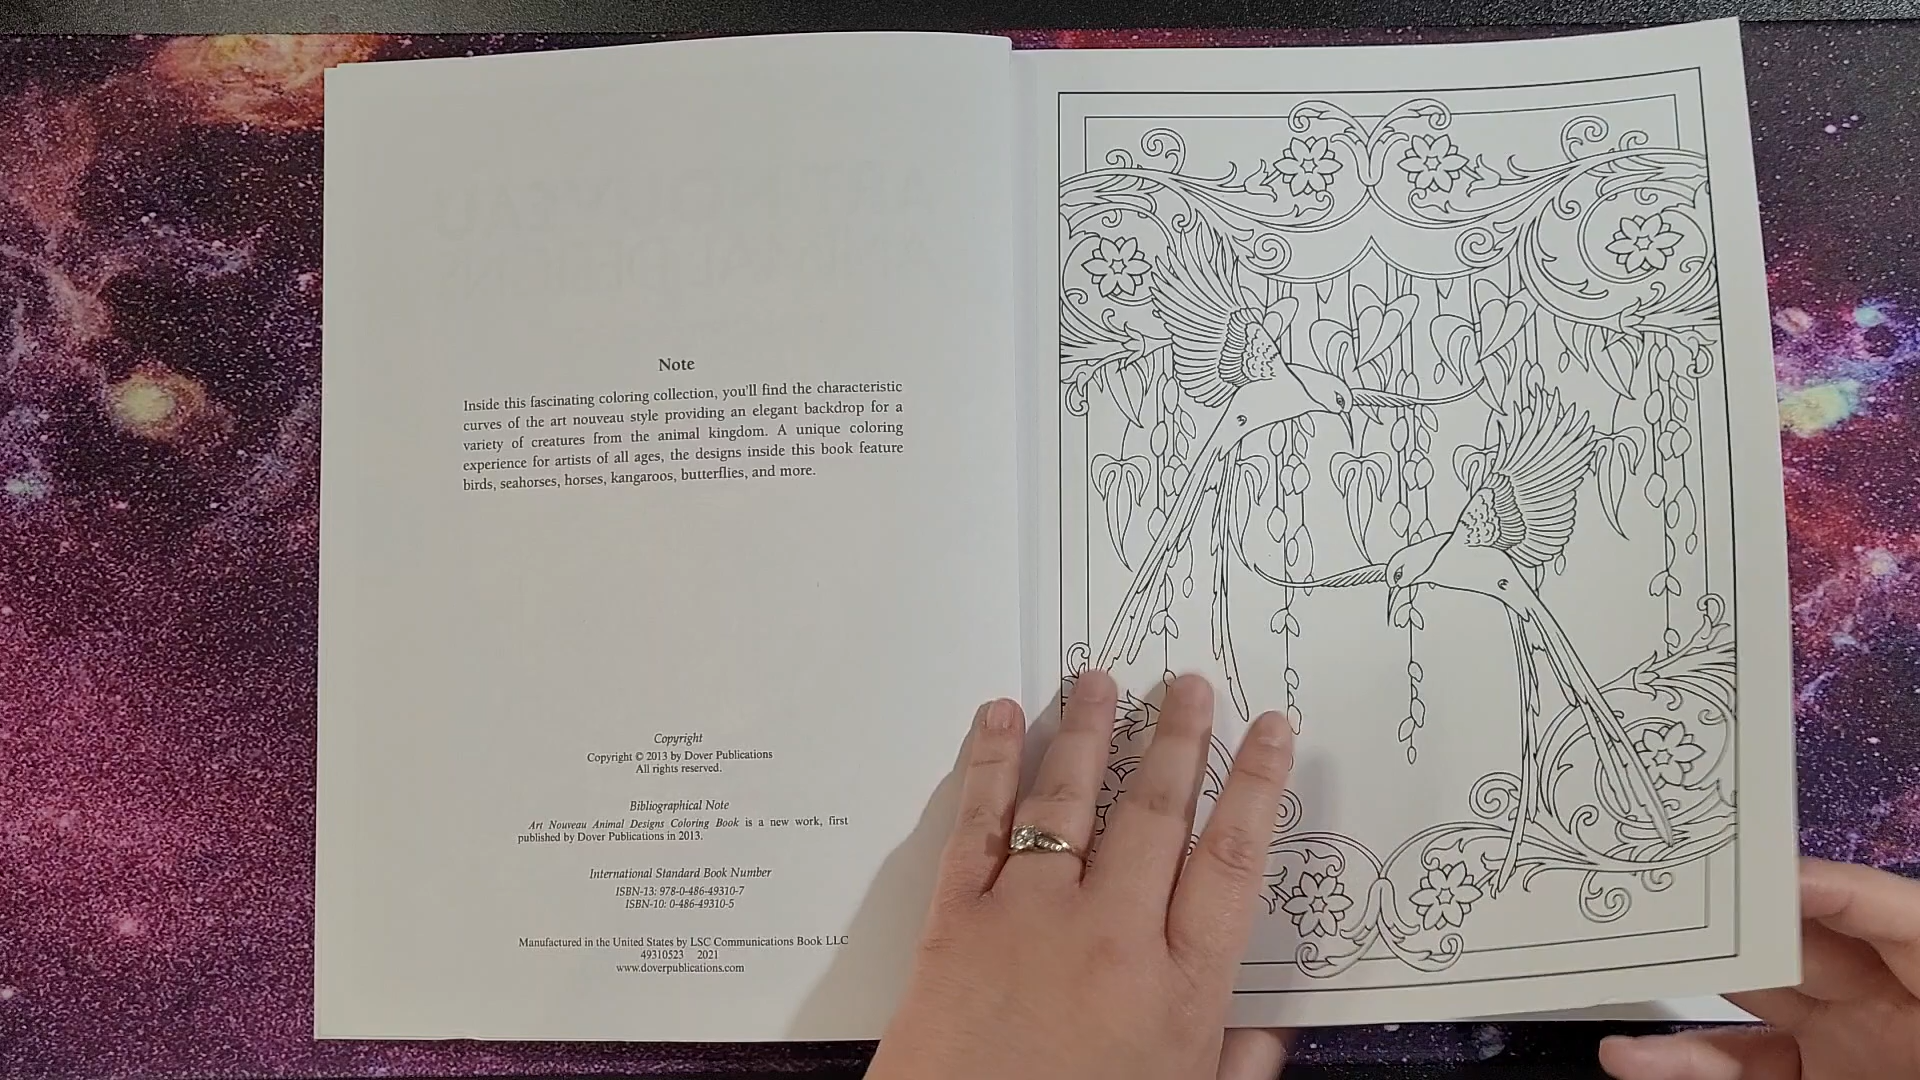 Note
Inside this fascinating coloring collection, you'll find the characteristic
curves of the art nouveau style providing an elegant backdrop for a
variety of creatures from the animal kingdom. A unique coloring
experience for artists of all ages, the designs inside this book feature
birds, seahorses, horses, kangaroos, butterflies, and more.
Copyright
Copyright © 2013 by Dover Publications
All rights reserved.
Bibliographical Note
Art Nouveau Animal Designs Coloring Book is a new work, first
published by Dover Publications in 2013.
International Standard Book Number
ISBN-13: 978-0-486-49310-7
ISBN-10: 0-486-49310-5
Manufactured in the United States by LSC Communications Book LLC
49310523 2021
www.doverpublications.com